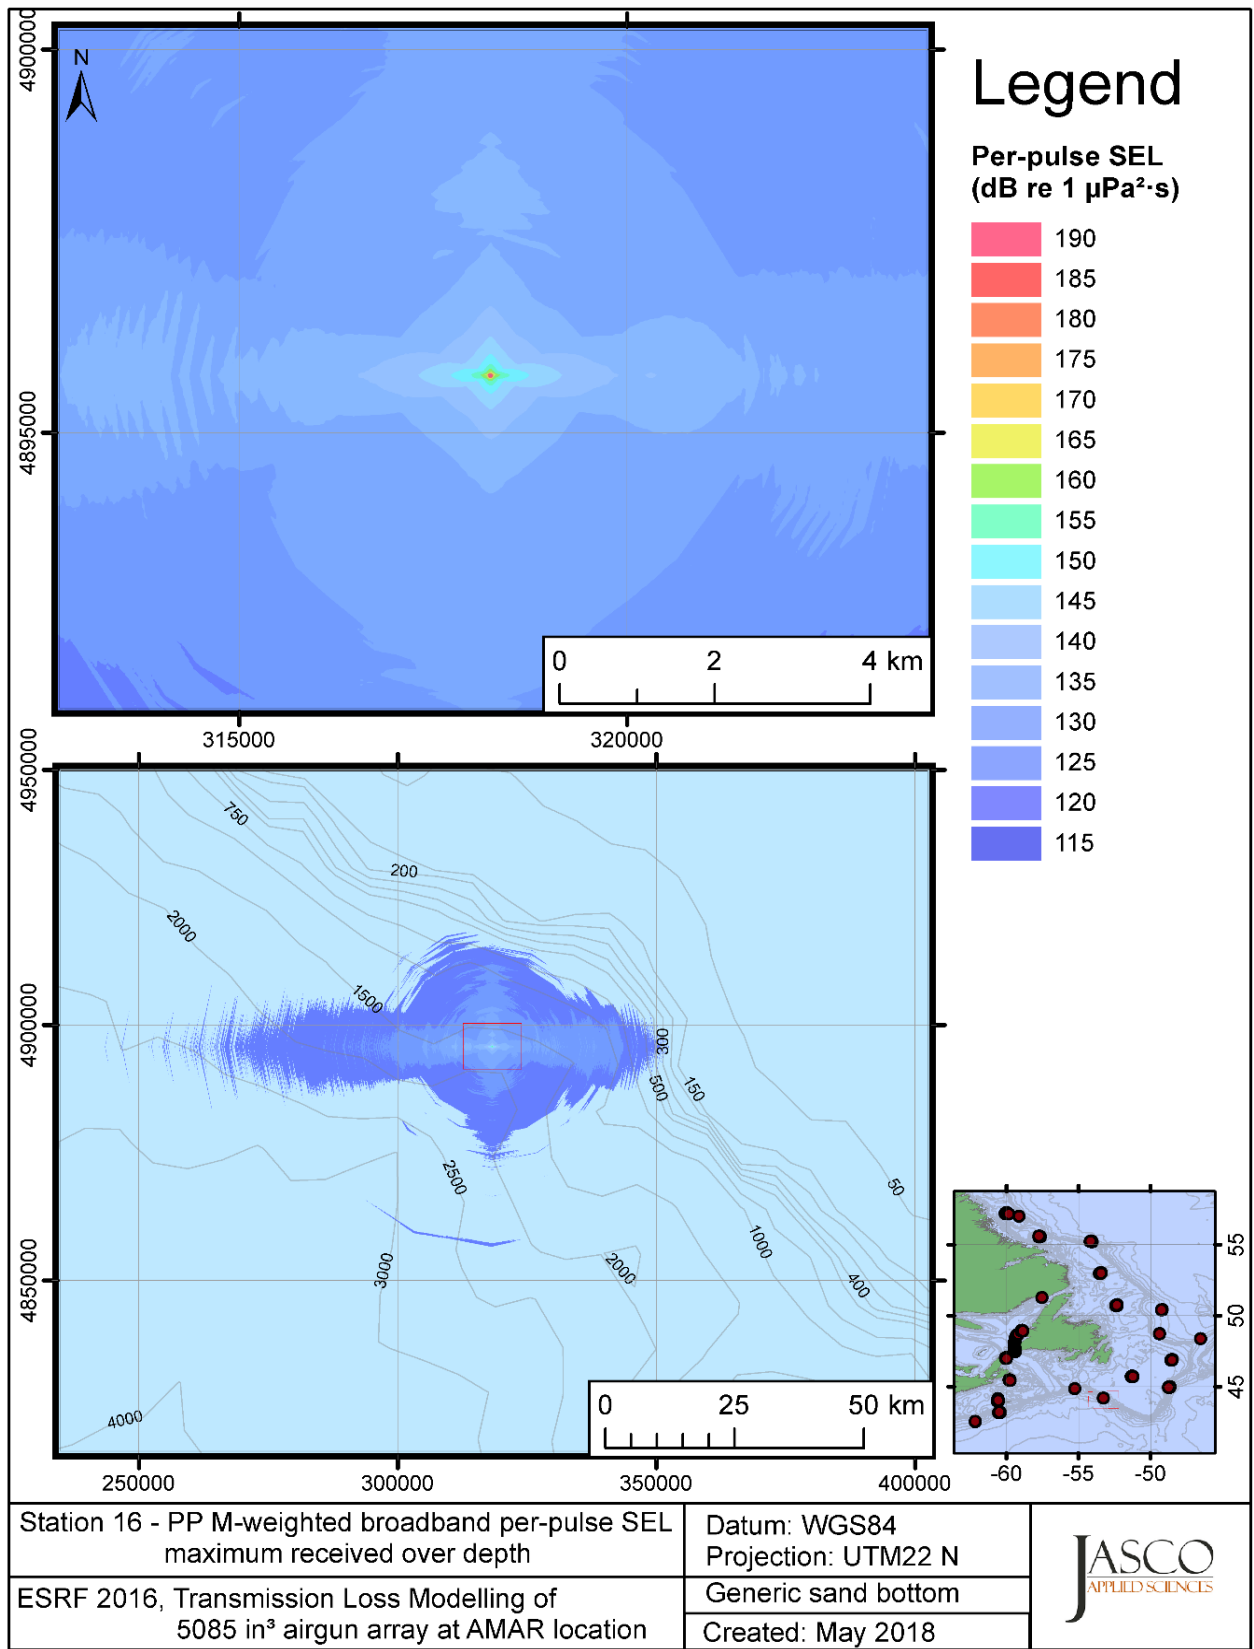 N
4900000
4895000
0 2 4 km
315000 320000
Legend
Per-pulse SEL
(dB re 1 µPa²·s)
190
185
180
175
170
165
160
155
150
145
140
135
130
125
120
115
4950000
4900000
4850000
750
200
2000
1500
300
500
150
2500
50
3000
2000
1000
400
4000
0 25 50 km
250000 300000 350000 400000
55
50
45
-60 -55 -50
Station 16 - PP M-weighted broadband per-pulse SEL
maximum received over depth
ESRF 2016, Transmission Loss Modelling of
5085 in³ airgun array at AMAR location
Datum: WGS84
Projection: UTM22 N
Generic sand bottom
Created: May 2018
JASCO
APPLIED SCIENCES